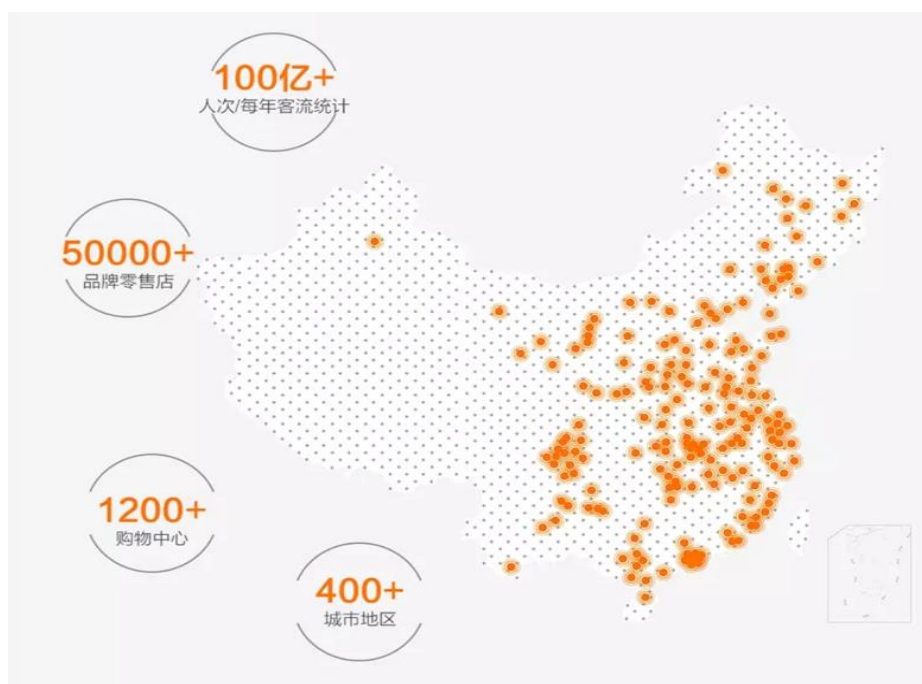 100亿+
人次/每年客流统计
50000+
品牌零售店
1200+
购物中心
400+
城市地区